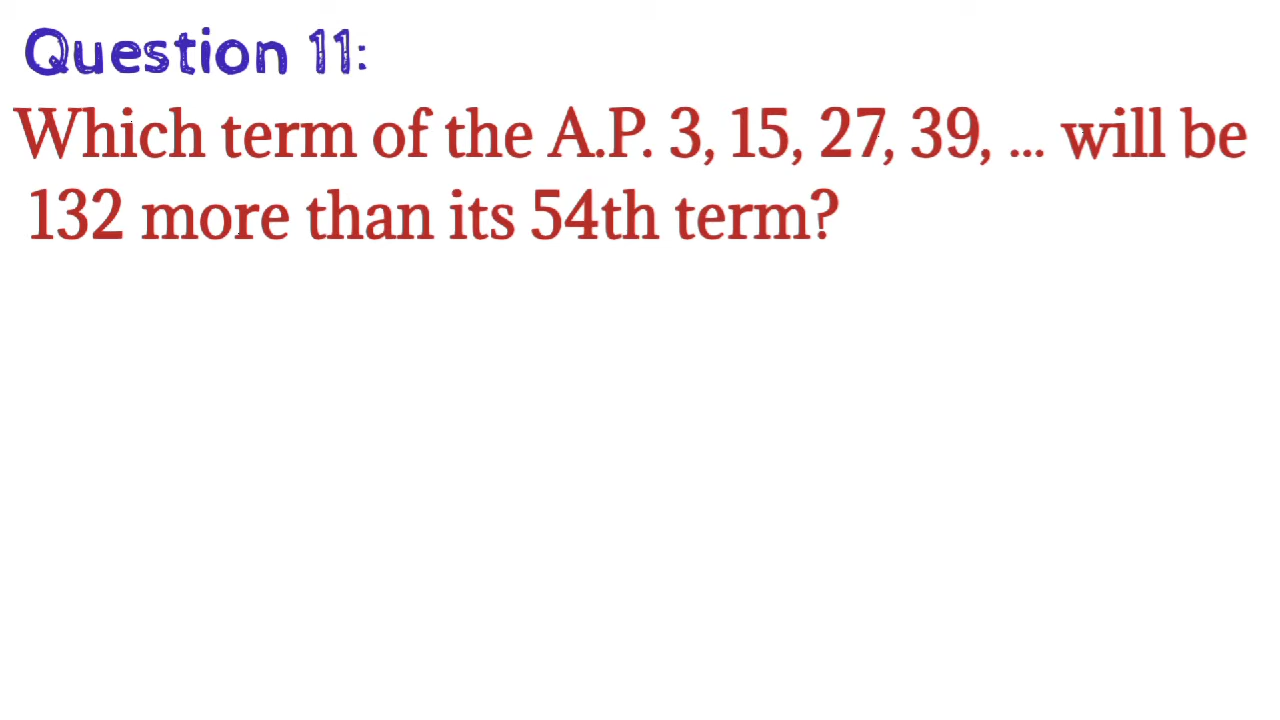 Question 11:
Which term of the A.P. 3, 15, 27, 39, ... will be
132 more than its 54th term?